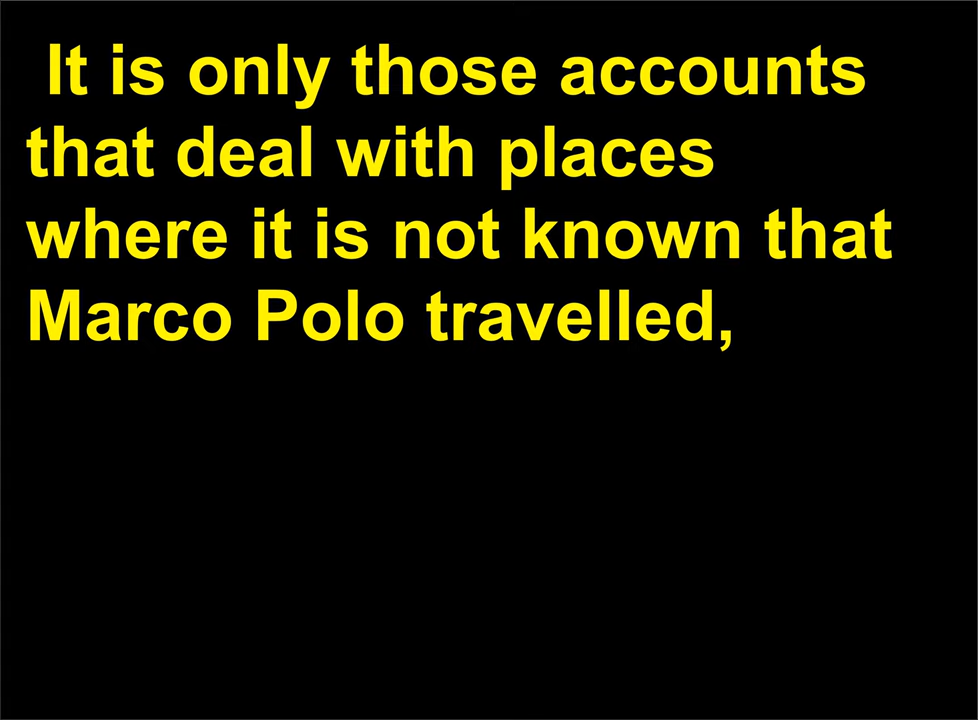 It is only those accounts
that deal with places
where it is not known that
Marco Polo travelled,